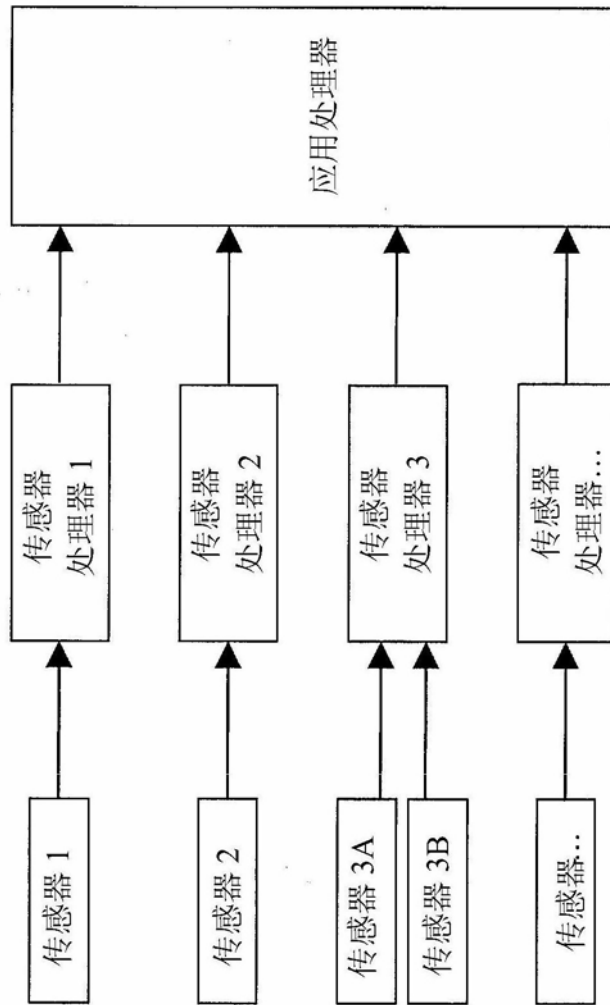 传感器 1
传感器 2
传感器 3A
传感器 3B
传感器…
传感器
处理器 1
传感器
处理器 2
传感器
处理器 3
传感器
处理器…
应用处理器